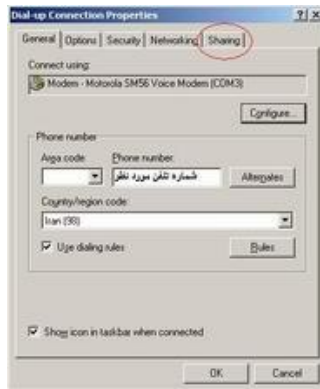 Dial-up Connection Properties
General Options Security Networking Sharing
Connect using:
Modem - Motorola SM56 Voice Modem (COM3)
Configure...
Phone number
Area code: Phone number:
شماره تلفن مورد نظر Alternates
Country/region code:
Iran (98)
Use dialing rules Rules
Show icon in taskbar when connected
OK Cancel